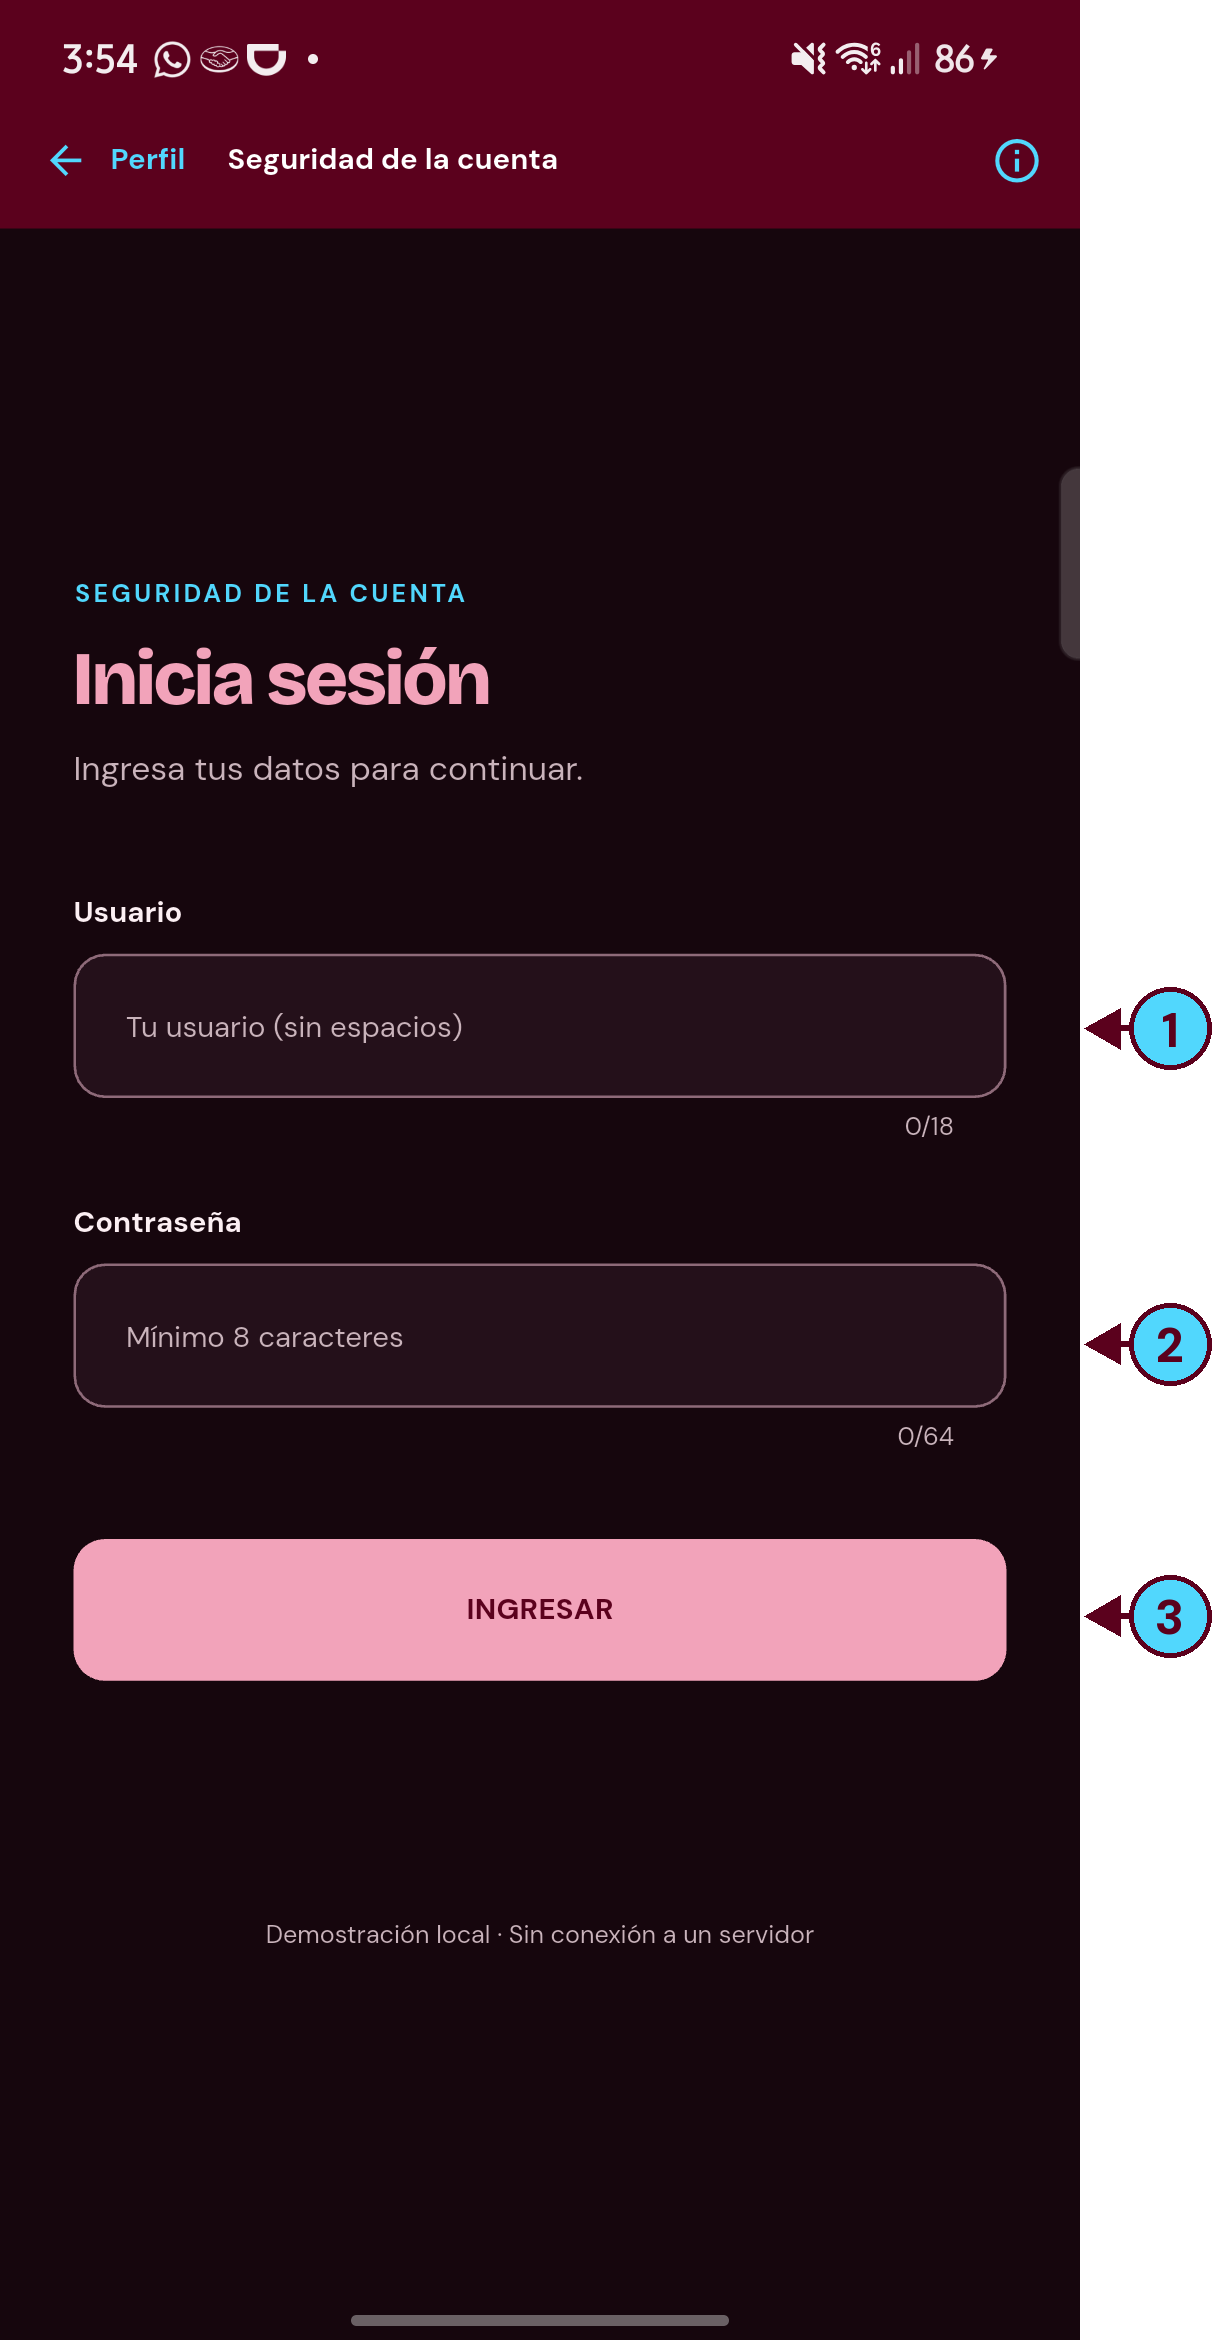 3:54 6 86
Perfil Seguridad de la cuenta
SEGURIDAD DE LA CUENTA
Inicia sesión
Ingresa tus datos para continuar.
Usuario
Tu usuario (sin espacios)
1
0/18
Contraseña
Mínimo 8 caracteres
2
0/64
INGRESAR
3
Demostración local · Sin conexión a un servidor